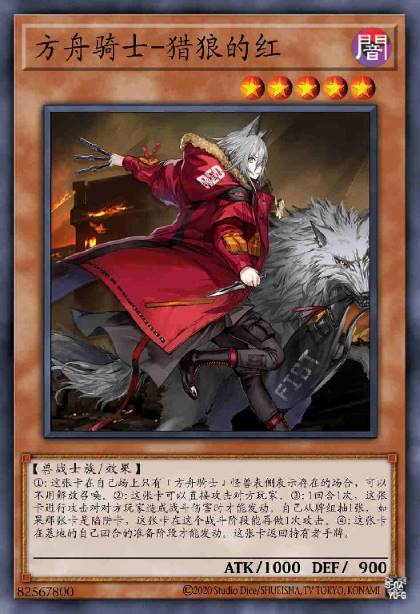 方舟骑士-猎狼的红
闇
RED
FIST
【兽战士族/效果】
①:这张卡在自己场上只有「方舟骑士」怪兽表侧表示存在的场合,可以
不用解放召唤。②:这张卡可以直接攻击对方玩家。③:1回合1次,这张
卡进行攻击对对方玩家造成战斗伤害时才能发动。自己从牌组抽1张,如
果那张卡是陷阱卡,这张卡在这个战斗阶段能再做1次攻击。④:这张卡
在墓地的自己回合的准备阶段才能发动。这张卡返回持有者手牌。
ATK/1000 DEF/ 900
82567800
©2020 Studio Dice/SHUEISHA, TV TOKYO, KONAMI